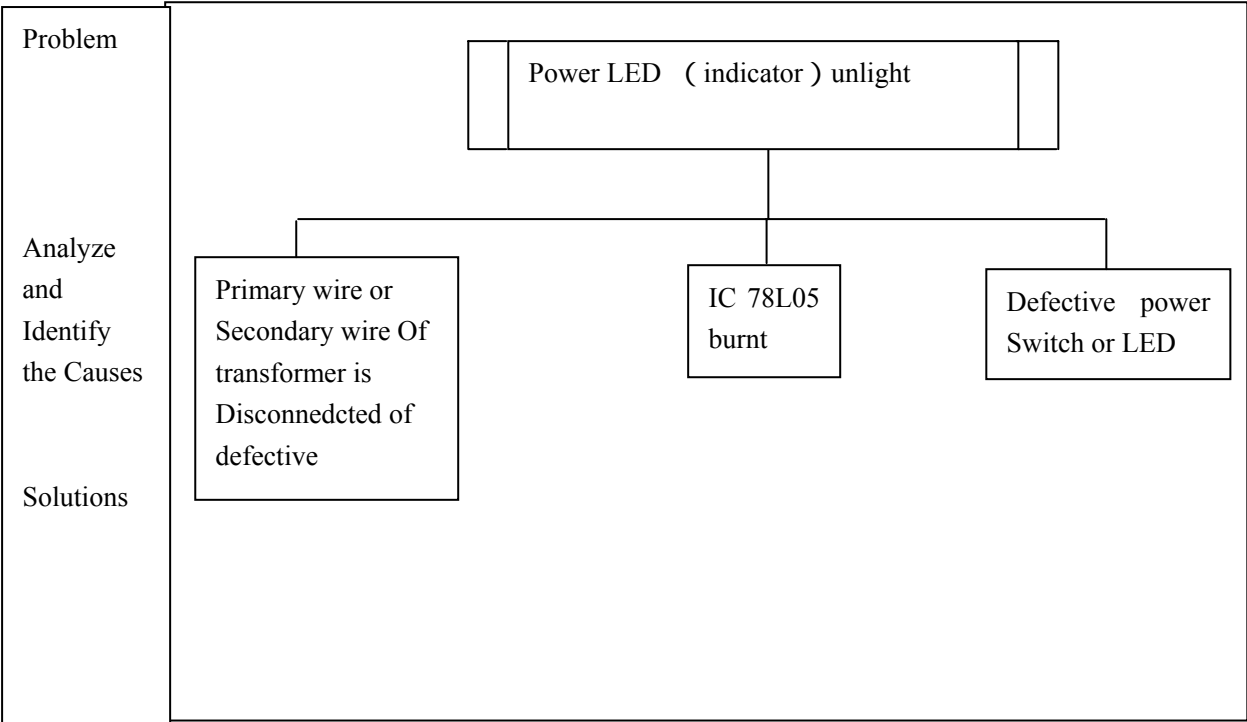 Problem
Power LED （indicator）unlight
Analyze
and
Identify
the Causes
Primary wire or
Secondary wire Of
transformer is
Disconnedcted of
defective
IC 78L05
burnt
Defective power
Switch or LED
Solutions